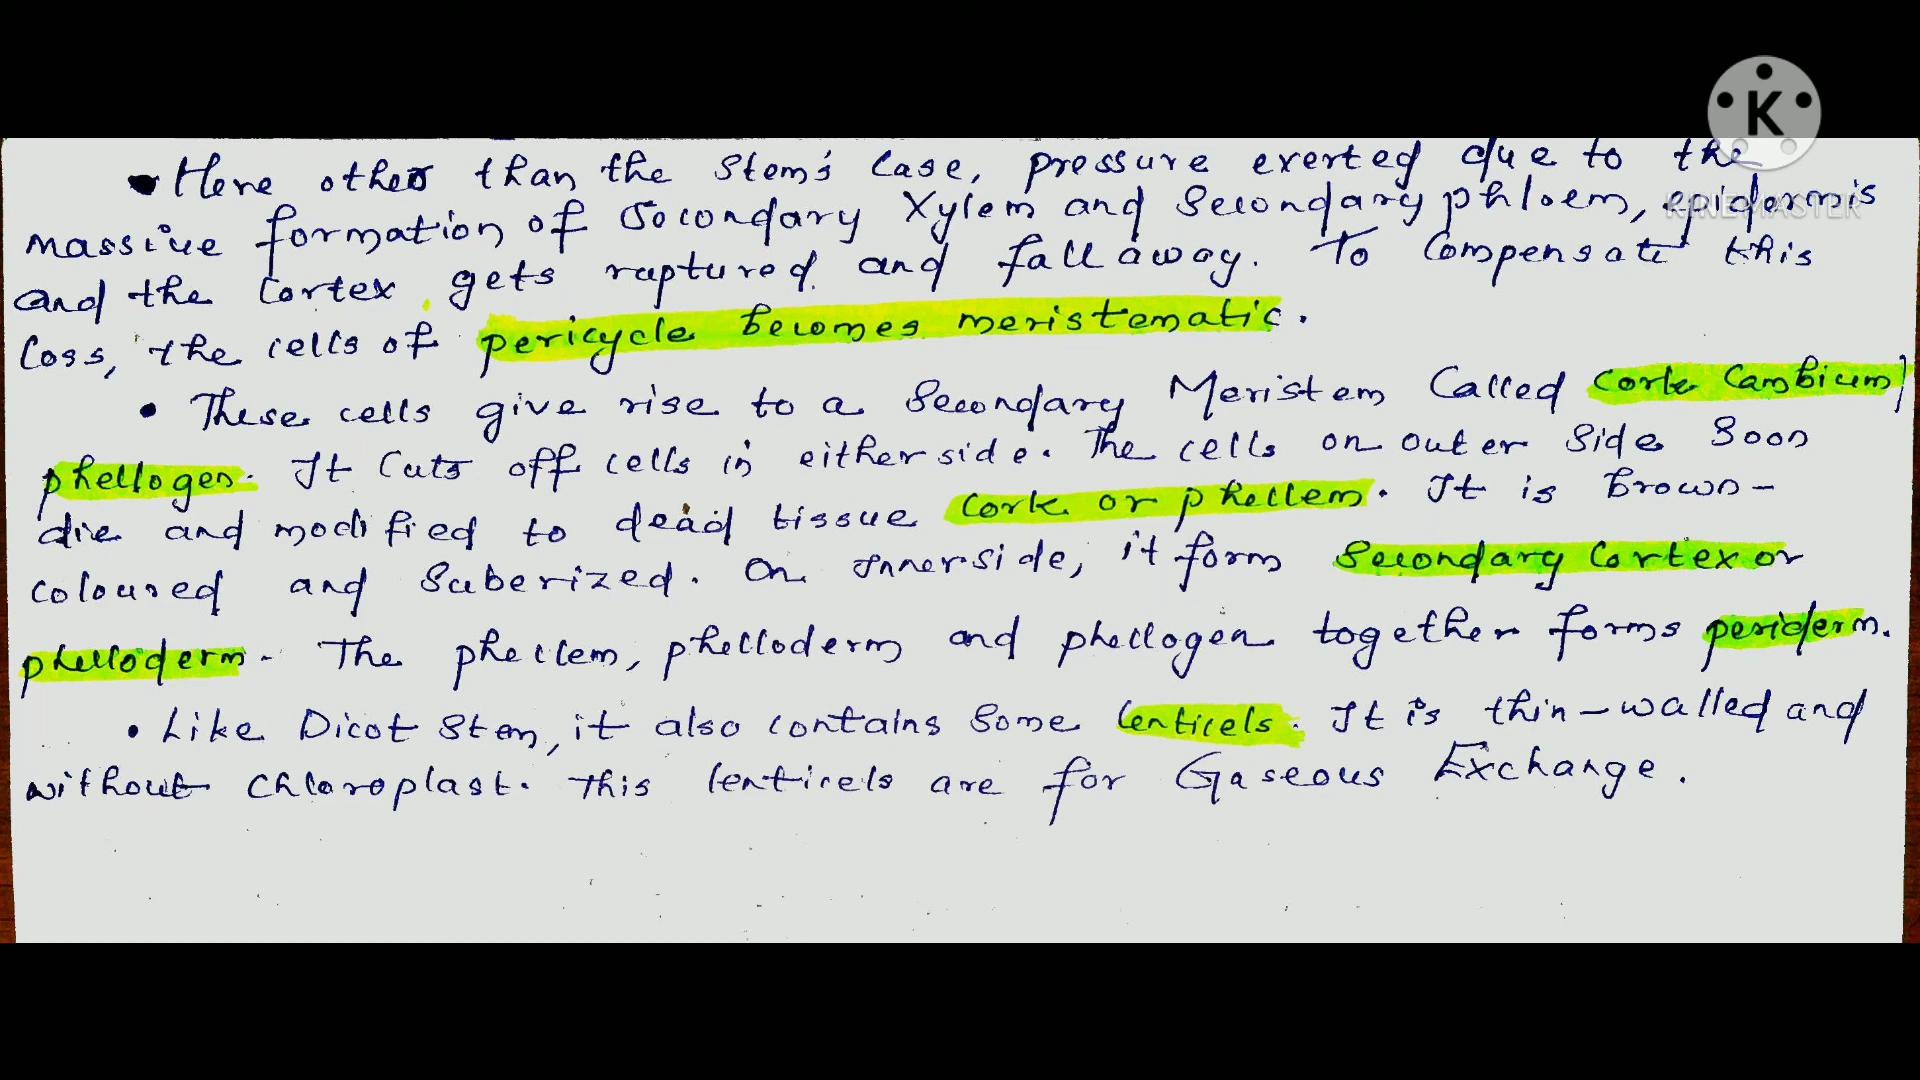 K
KINEMASTER
• Here other than the Stem's Case, pressure exerted due to the
massive formation of Secondary Xylem and Secondary phloem, epidermis
and the Cortex gets ruptured and fall away. To Compensate this
Loss, the cells of pericycle becomes meristematic.
• These cells give rise to a Secondary Meristem Called Cork Cambium/
phellogen. It Cuts off cells in either side. The cells on outer Side Soon
die and modified to dead tissue Cork or phellem. It is Brown-
coloured and Suberized. On Innerside, it form Secondary Cortex or
phelloderm. The phellem, phelloderm and phellogen together forms periderm.
• Like Dicot Stem, it also contains Some lenticels. It is thin-walled and
without Chloroplast. This lenticels are for Gaseous Exchange.